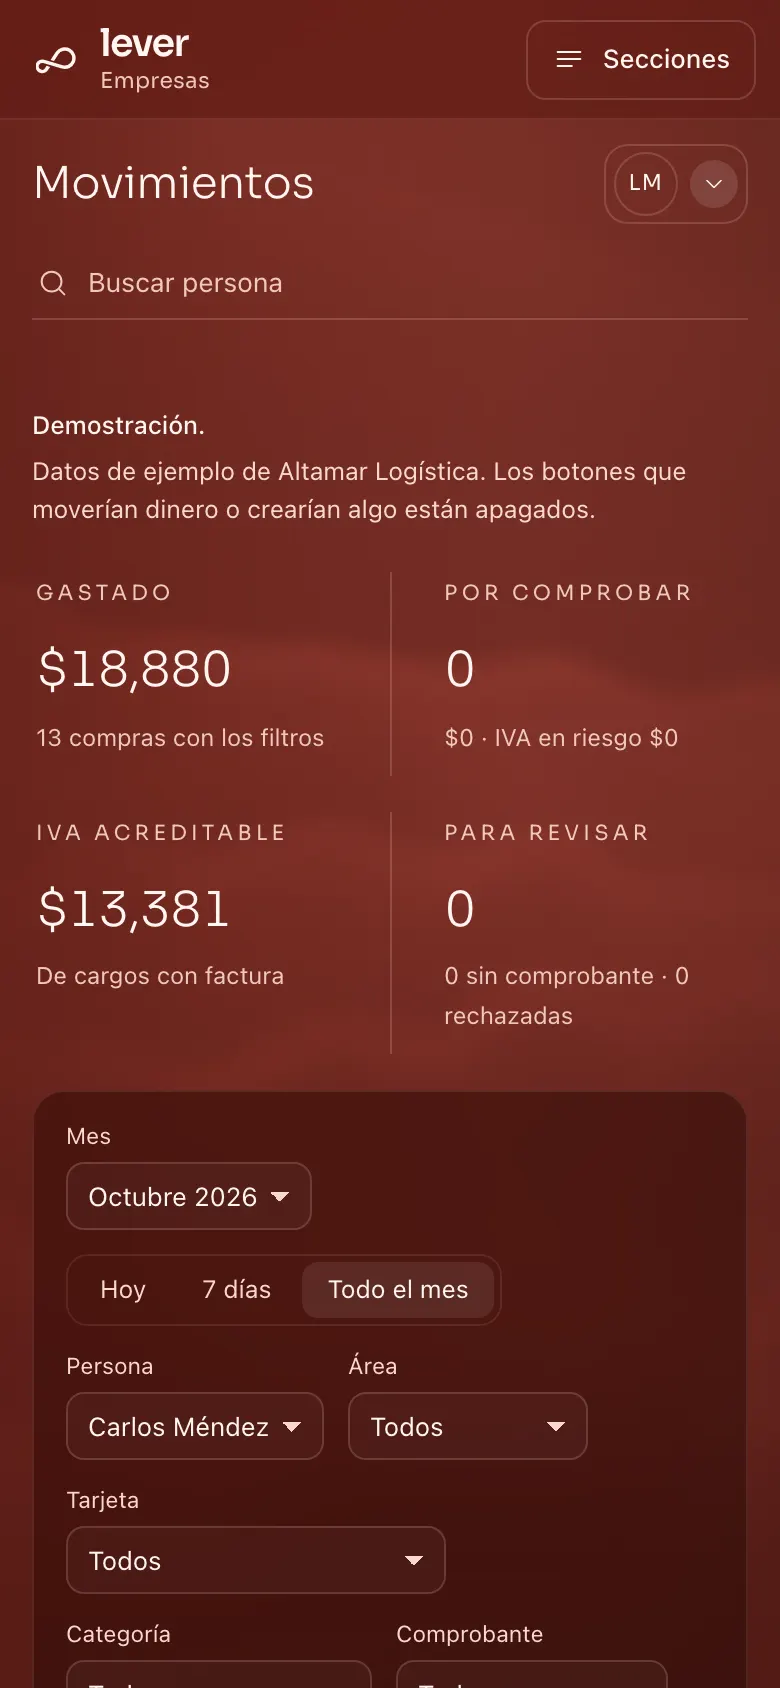 lever
Empresas
Secciones
Movimientos
LM
Buscar persona
Demostración.
Datos de ejemplo de Altamar Logística. Los botones que
moverían dinero o crearían algo están apagados.
GASTADO
$18,880
13 compras con los filtros
POR COMPROBAR
0
$0 · IVA en riesgo $0
IVA ACREDITABLE
$13,381
De cargos con factura
PARA REVISAR
0
0 sin comprobante · 0
rechazadas
Mes
Octubre 2026
Hoy
7 días
Todo el mes
Persona
Carlos Méndez
Área
Todos
Tarjeta
Todos
Categoría
Comprobante